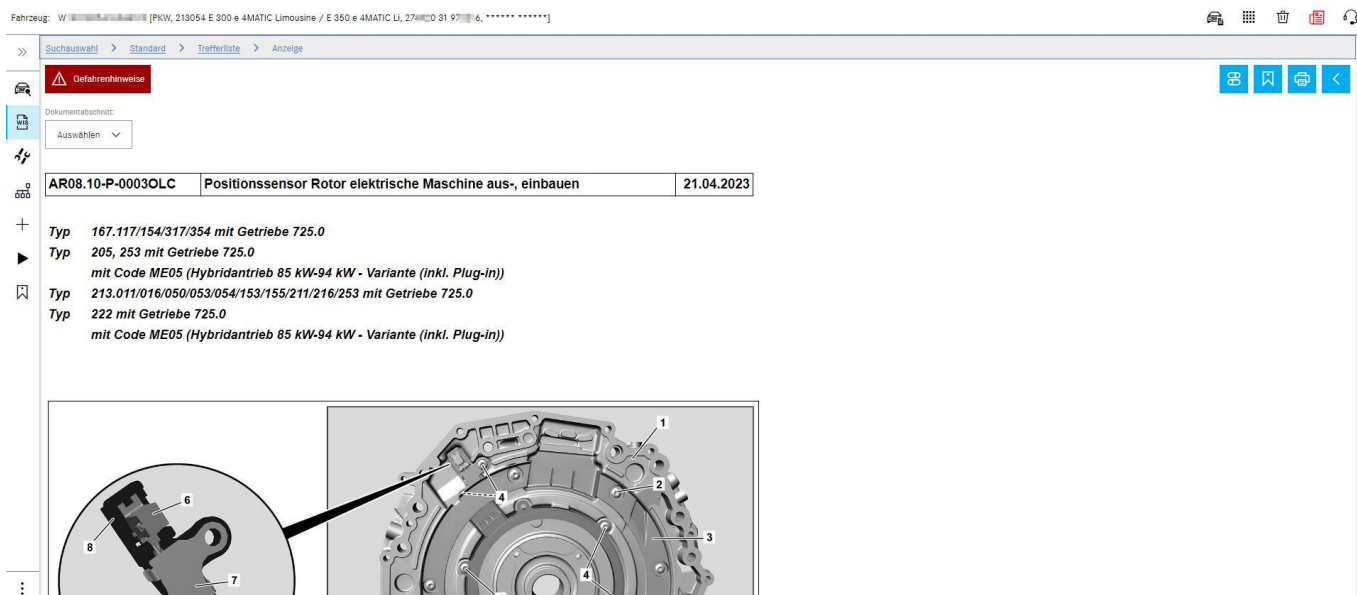 Fahrzeug: W [PKW, 213054 E 300 e 4MATIC Limousine / E 350 e 4MATIC Li, ****** ******]
Suchauswahl > Standard > Trefferliste > Anzeige
Gefahrenhinweise
Dokumentabschnitt:
WIS
Auswählen
AR08.10-P-0003OLC Positionssensor Rotor elektrische Maschine aus-, einbauen 21.04.2023
Typ 167.117/154/317/354 mit Getriebe 725.0
Typ 205, 253 mit Getriebe 725.0
mit Code ME05 (Hybridantrieb 85 kW-94 kW - Variante (inkl. Plug-in))
Typ 213.011/016/050/053/054/153/155/211/216/253 mit Getriebe 725.0
Typ 222 mit Getriebe 725.0
mit Code ME05 (Hybridantrieb 85 kW-94 kW - Variante (inkl. Plug-in))
1
2
4
6
3
8
4
7